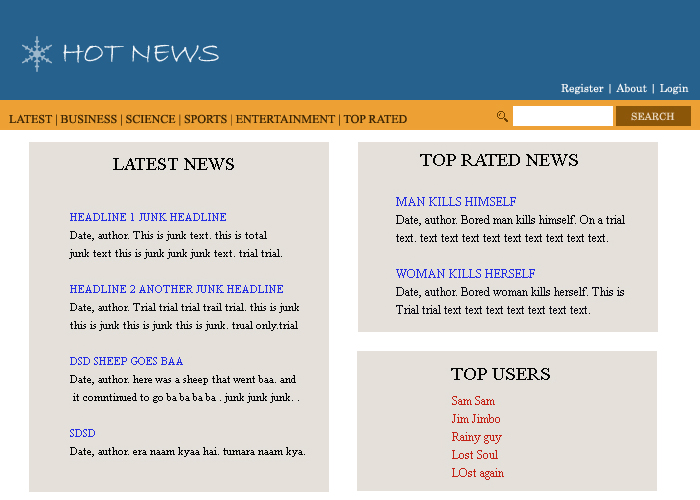 HOT NEWS
Register | About | Login
LATEST | BUSINESS | SCIENCE | SPORTS | ENTERTAINMENT | TOP RATED
SEARCH
LATEST NEWS
HEADLINE 1 JUNK HEADLINE
Date, author. This is junk text. this is total
junk text this is junk junk junk text. trial trial.
HEADLINE 2 ANOTHER JUNK HEADLINE
Date, author. Trial trial trial trail trial. this is junk
this is junk this is junk this is junk. trual only.trial
DSD SHEEP GOES BAA
Date, author. here was a sheep that went baa. and
it comntinued to go ba ba ba ba . junk junk junk. .
SDSD
Date, author. era naam kyaa hai. tumara naam kya.
TOP RATED NEWS
MAN KILLS HIMSELF
Date, author. Bored man kills himself. On a trial
text. text text text text text text text text text.
WOMAN KILLS HERSELF
Date, author. Bored woman kills herself. This is
Trial trial text text text text text text text.
TOP USERS
Sam Sam
Jim Jimbo
Rainy guy
Lost Soul
LOst again